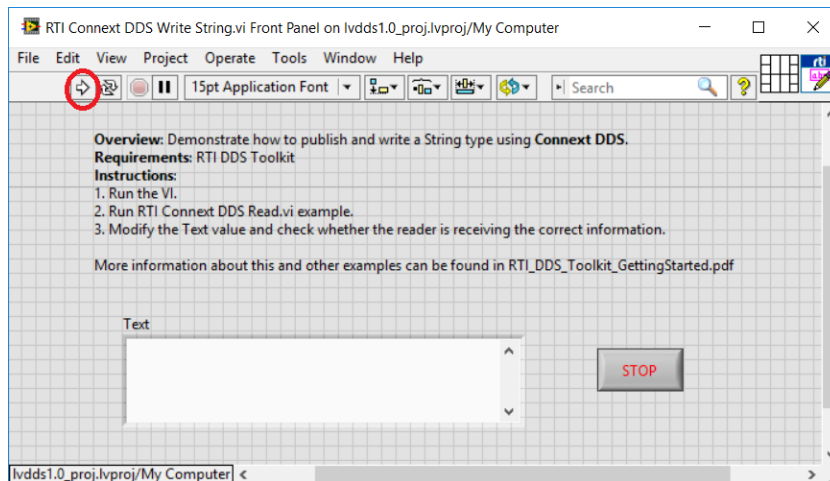 RTI Connext DDS Write String.vi Front Panel on lvdds1.0_proj.lvproj/My Computer
File Edit View Project Operate Tools Window Help
15pt Application Font Search ?
rti
Overview: Demonstrate how to publish and write a String type using Connext DDS.
Requirements: RTI DDS Toolkit
Instructions:
1. Run the VI.
2. Run RTI Connext DDS Read.vi example.
3. Modify the Text value and check whether the reader is receiving the correct information.
More information about this and other examples can be found in RTI_DDS_Toolkit_GettingStarted.pdf
Text
STOP
lvdds1.0_proj.lvproj/My Computer